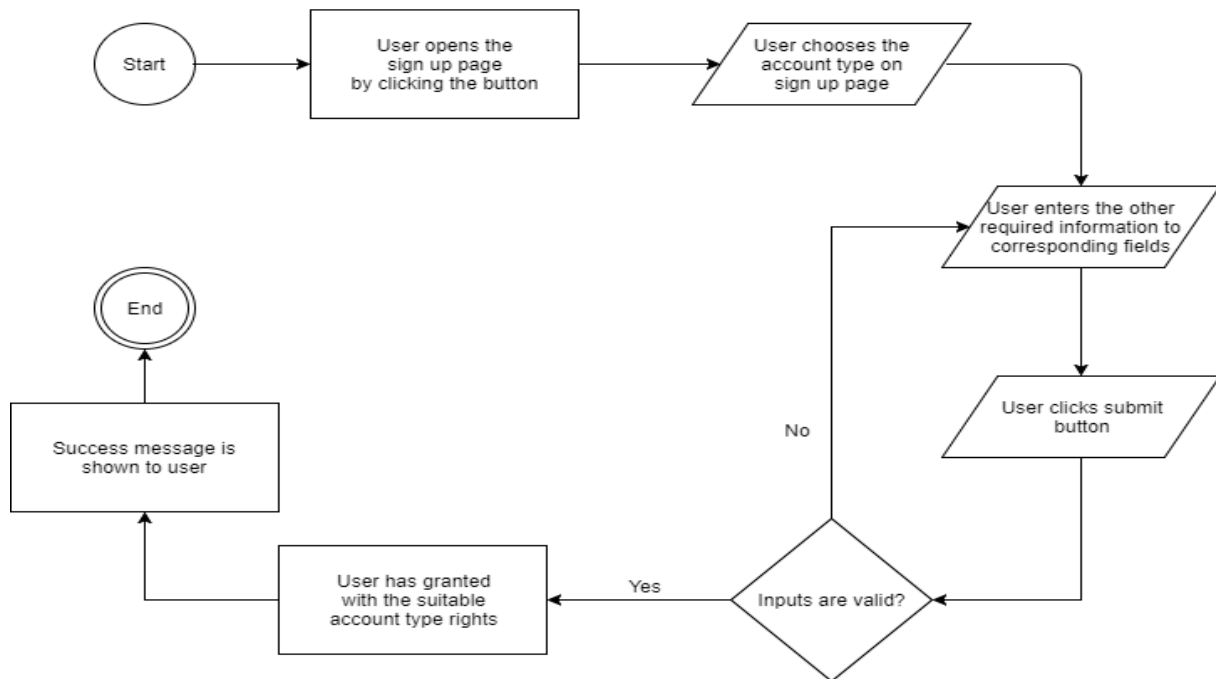 Start
User opens the
sign up page
by clicking the button
User chooses the
account type on
sign up page
User enters the other
required information to
corresponding fields
User clicks submit
button
Inputs are valid?
No
Yes
User has granted
with the suitable
account type rights
Success message is
shown to user
End